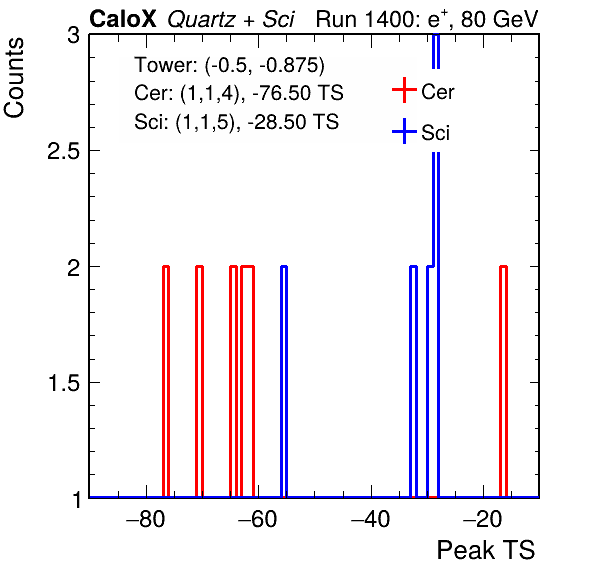 CaloX Quartz + Sci Run 1400: e⁺, 80 GeV
Counts
Tower: (-0.5, -0.875)
Cer: (1,1,4), -76.50 TS
Sci: (1,1,5), -28.50 TS
Cer
Sci
3
2.5
2
1.5
1
−80 −60 −40 −20
Peak TS